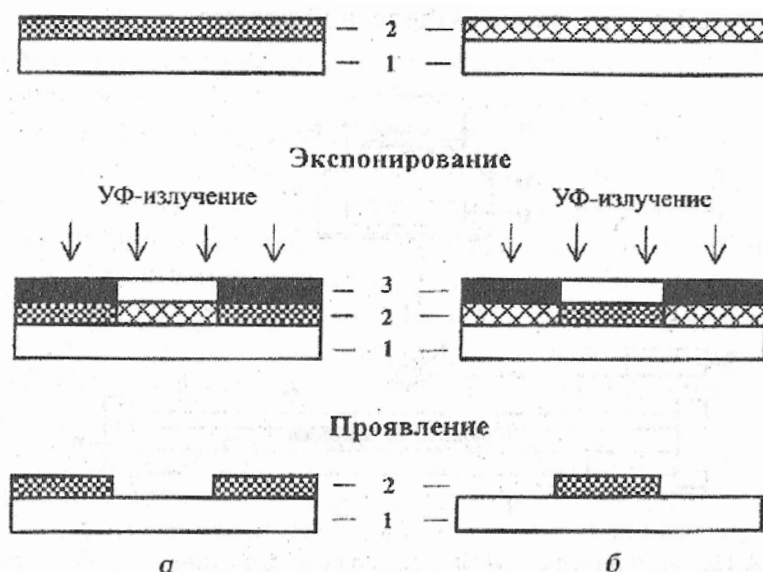 — 2 —
— 1 —
Экспонирование
УФ-излучение УФ-излучение
— 3 —
— 2 —
— 1 —
Проявление
— 2 —
— 1 —
а б